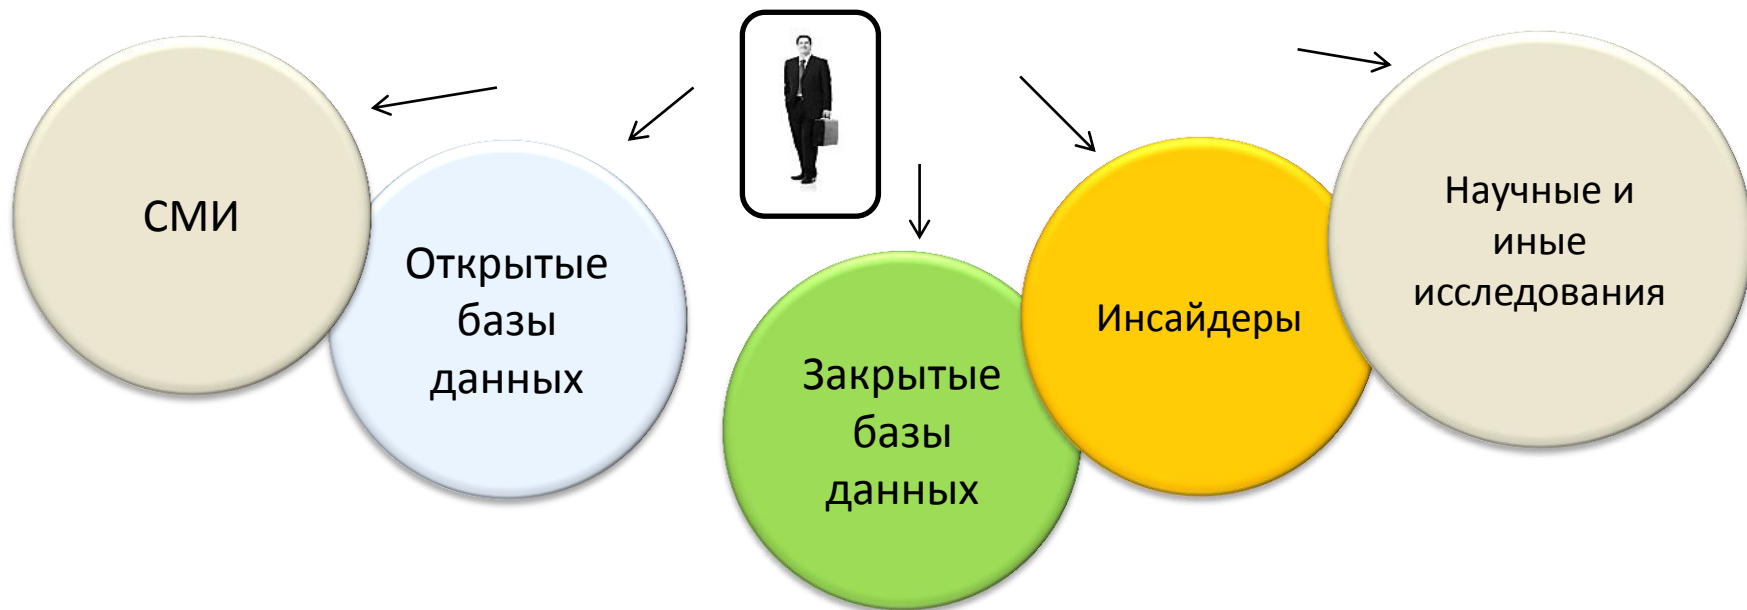 СМИ
Открытые
базы
данных
Закрытые
базы
данных
Инсайдеры
Научные и
иные
исследования